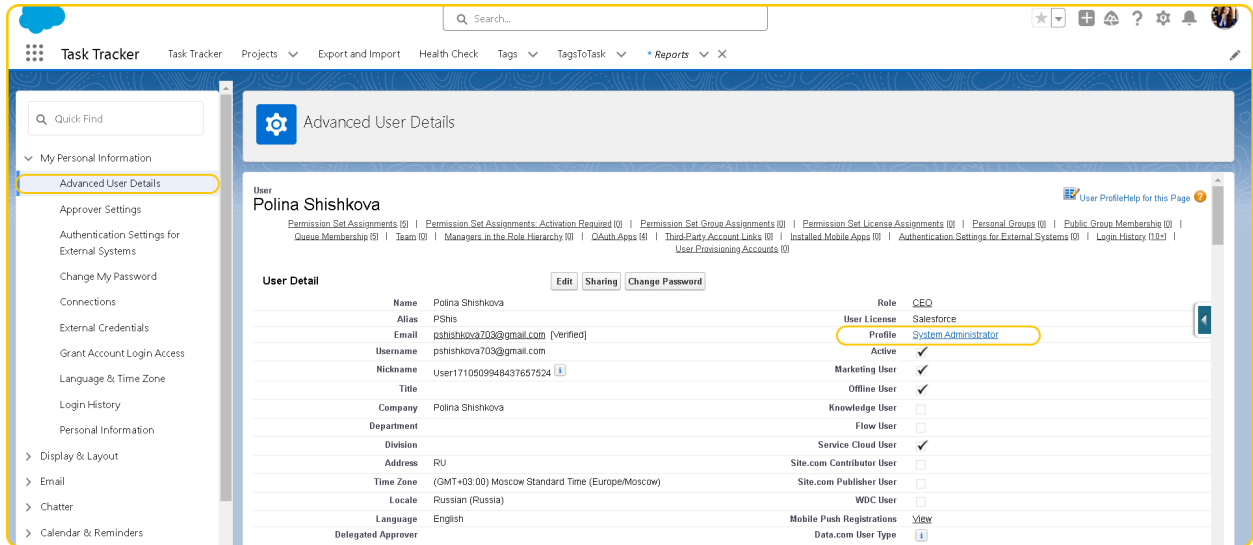 Search...
Task Tracker
Task Tracker Projects Export and Import Health Check Tags TagsToTask * Reports
Quick Find
My Personal Information
Advanced User Details
Approver Settings
Authentication Settings for
External Systems
Change My Password
Connections
External Credentials
Grant Account Login Access
Language & Time Zone
Login History
Personal Information
Display & Layout
Email
Chatter
Calendar & Reminders
Advanced User Details
User
Polina Shishkova
User Profile Help for this Page ?
Permission Set Assignments [5] | Permission Set Assignments: Activation Required [0] | Permission Set Group Assignments [0] | Permission Set License Assignments [0] | Personal Groups [0] | Public Group Membership [0] |
Queue Membership [5] | Team [0] | Managers in the Role Hierarchy [0] | OAuth Apps [4] | Third-Party Account Links [0] | Installed Mobile Apps [0] | Authentication Settings for External Systems [0] | Login History [10+] |
User Provisioning Accounts [0]
User Detail Edit Sharing Change Password
Name Polina Shishkova Role CEO
Alias PShis User License Salesforce
Email pshishkova703@gmail.com [Verified] Profile System Administrator
Username pshishkova703@gmail.com Active
Nickname User1710509948437657524 i Marketing User
Title Offline User
Company Polina Shishkova Knowledge User
Department Flow User
Division Service Cloud User
Address RU Site.com Contributor User
Time Zone (GMT+03:00) Moscow Standard Time (Europe/Moscow) Site.com Publisher User
Locale Russian (Russia) WDC User
Language English Mobile Push Registrations View
Delegated Approver Data.com User Type i